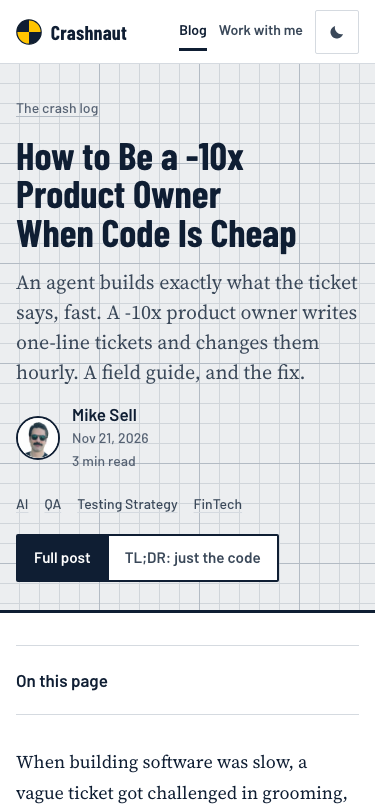 Crashnaut
Blog
Work with me
The crash log
How to Be a -10x
Product Owner
When Code Is Cheap
An agent builds exactly what the ticket
says, fast. A -10x product owner writes
one-line tickets and changes them
hourly. A field guide, and the fix.
Mike Sell
Nov 21, 2026
3 min read
AI QA Testing Strategy FinTech
Full post
TL;DR: just the code
On this page
When building software was slow, a
vague ticket got challenged in grooming,